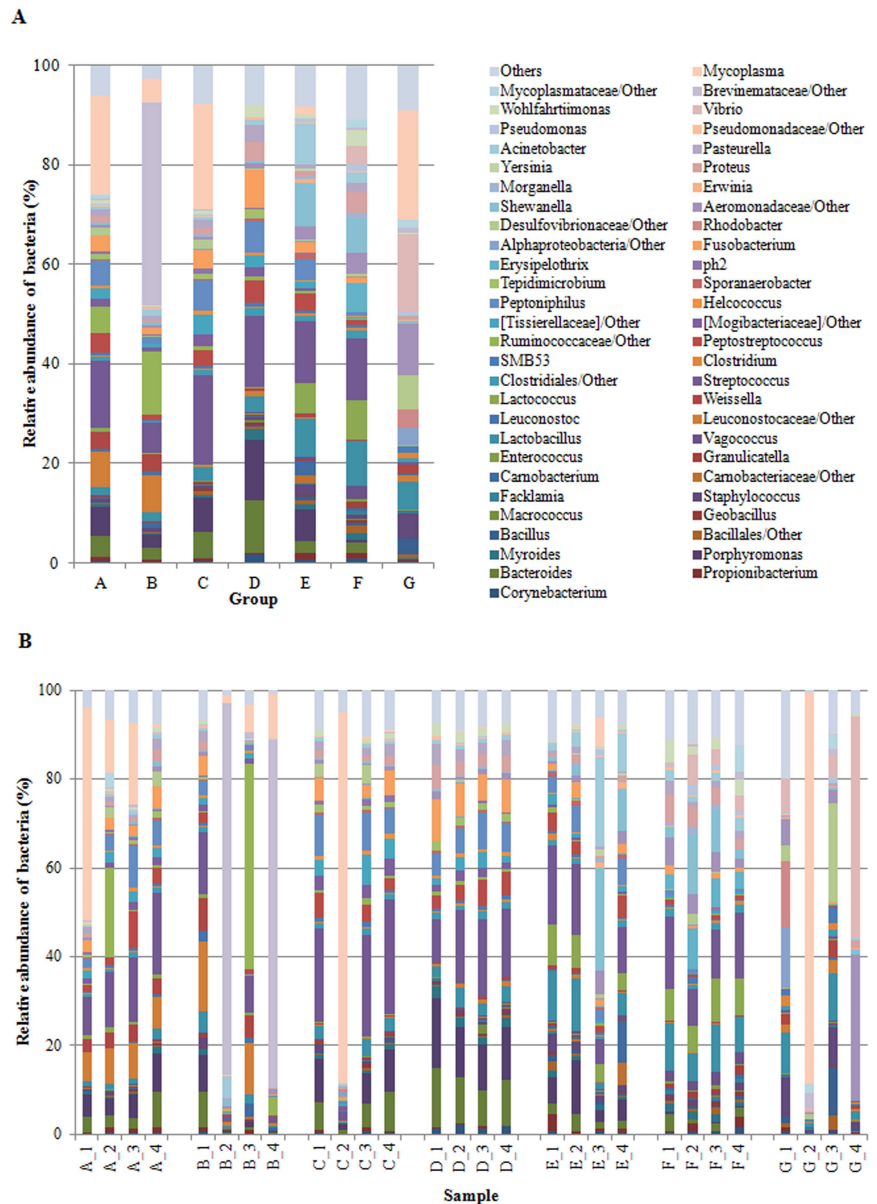 A
100
80
60
40
20
0
Relative abundance of bacteria (%)
A B C D E F G
Group
Others Mycoplasma
Mycoplasmataceae/Other Brevinemataceae/Other
Wohlfahrtiimonas Vibrio
Pseudomonas Pseudomonadaceae/Other
Acinetobacter Pasteurella
Yersinia Proteus
Morganella Erwinia
Shewanella Aeromonadaceae/Other
Desulfovibrionaceae/Other Rhodobacter
Alphaproteobacteria/Other Fusobacterium
Erysipelothrix ph2
Tepidimicrobium Sporanaerobacter
Peptoniphilus Helcococcus
[Tissierellaceae]/Other [Mogibacteriaceae]/Other
Ruminococcaceae/Other Peptostreptococcus
SMB53 Clostridium
Clostridiales/Other Streptococcus
Lactococcus Weissella
Leuconostoc Leuconostocaceae/Other
Lactobacillus Vagococcus
Enterococcus Granulicatella
Carnobacterium Carnobacteriaceae/Other
Facklamia Staphylococcus
Macrococcus Geobacillus
Bacillus Bacillales/Other
Myroides Porphyromonas
Bacteroides Propionibacterium
Corynebacterium
B
100
80
60
40
20
0
Relative abundance of bacteria (%)
A_1 A_2 A_3 A_4 B_1 B_2 B_3 B_4 C_1 C_2 C_3 C_4 D_1 D_2 D_3 D_4 E_1 E_2 E_3 E_4 F_1 F_2 F_3 F_4 G_1 G_2 G_3 G_4
Sample